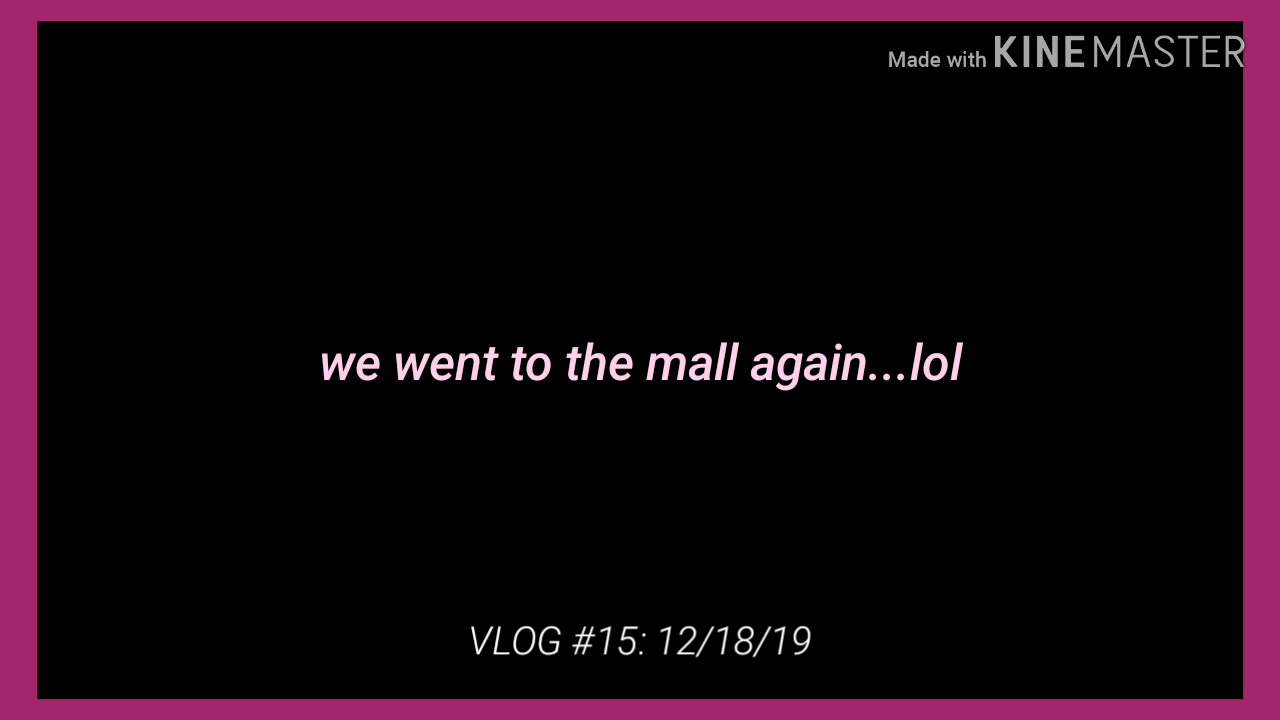 Made with KINEMASTER
we went to the mall again...lol
VLOG #15: 12/18/19